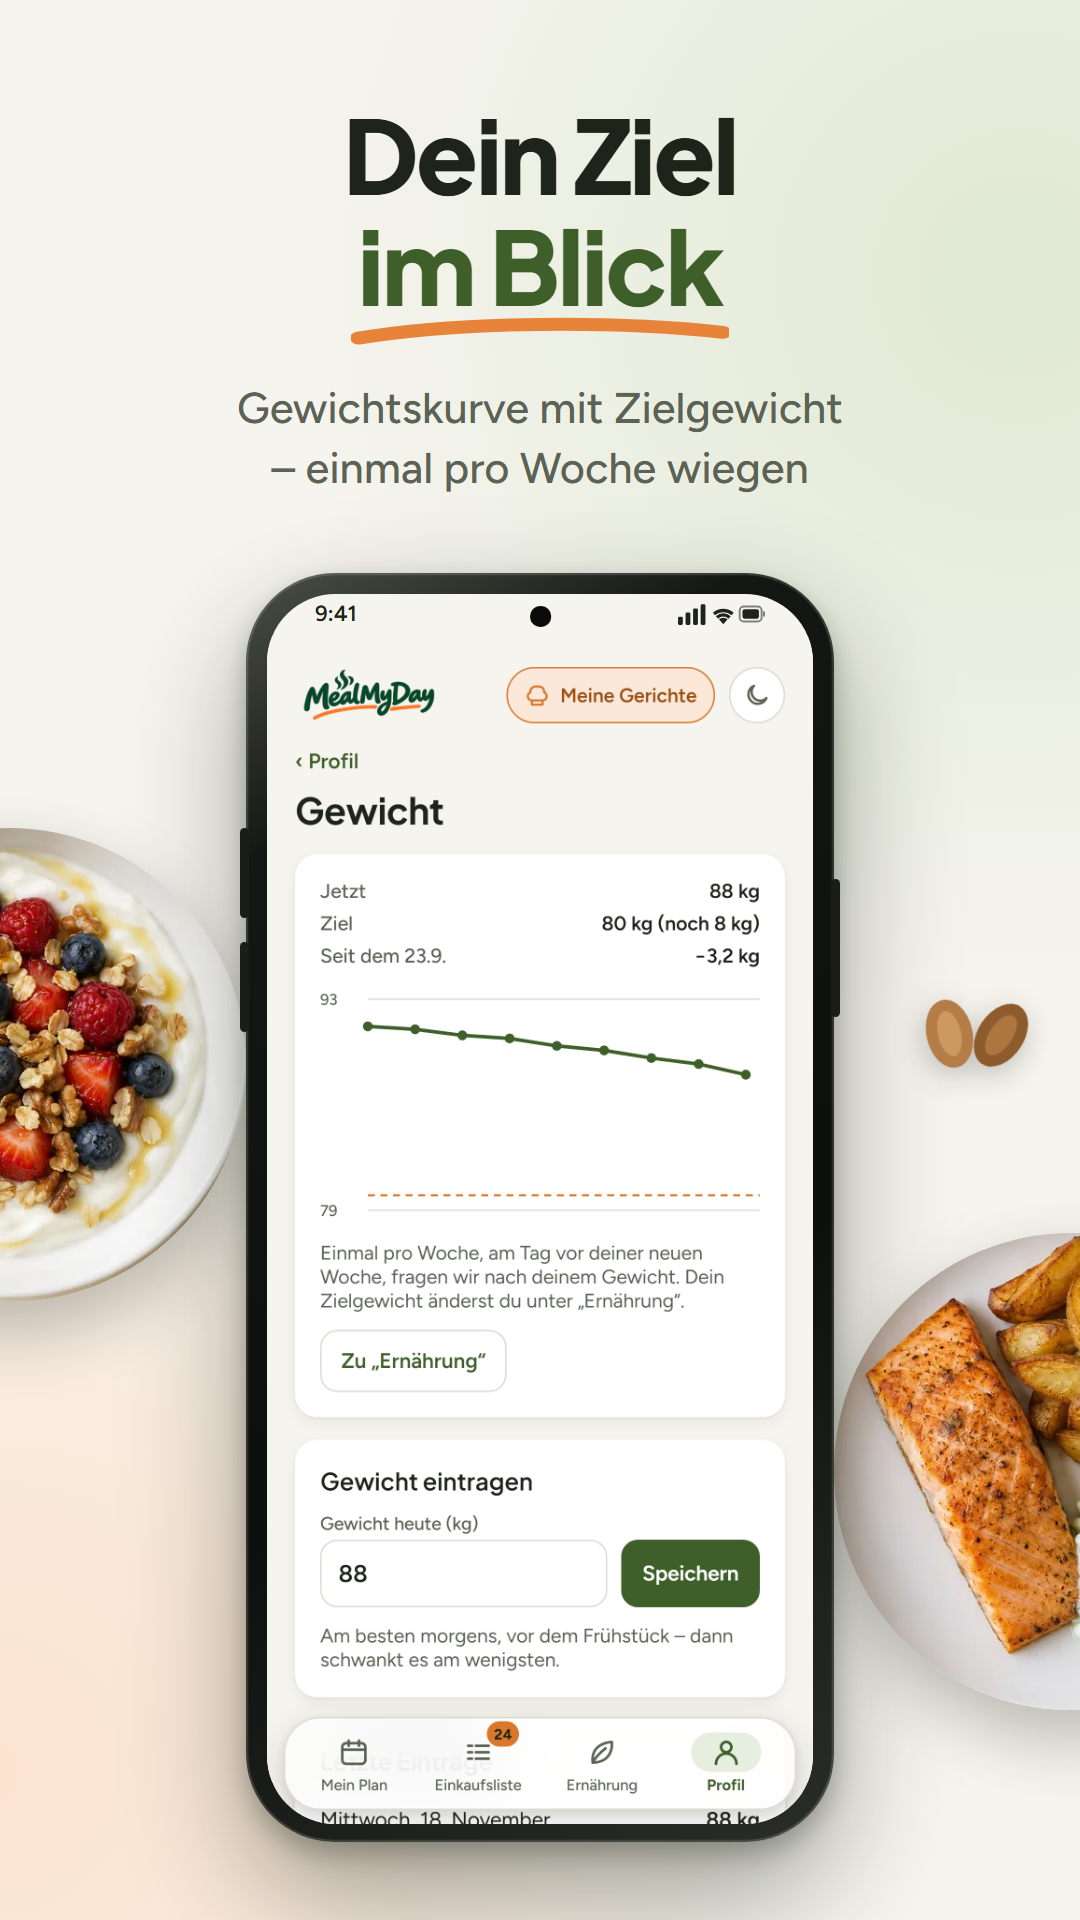 Dein Ziel
im Blick
Gewichtskurve mit Zielgewicht
– einmal pro Woche wiegen
9:41
MealMyDay
Meine Gerichte
‹ Profil
Gewicht
Jetzt 88 kg
Ziel 80 kg (noch 8 kg)
Seit dem 23.9. −3,2 kg
93
79
Einmal pro Woche, am Tag vor deiner neuen
Woche, fragen wir nach deinem Gewicht. Dein
Zielgewicht änderst du unter „Ernährung“.
Zu „Ernährung“
Gewicht eintragen
Gewicht heute (kg)
88
Speichern
Am besten morgens, vor dem Frühstück – dann
schwankt es am wenigsten.
Letzte Einträge
24
Mein Plan Einkaufsliste Ernährung Profil
Mittwoch, 18. November 88 kg